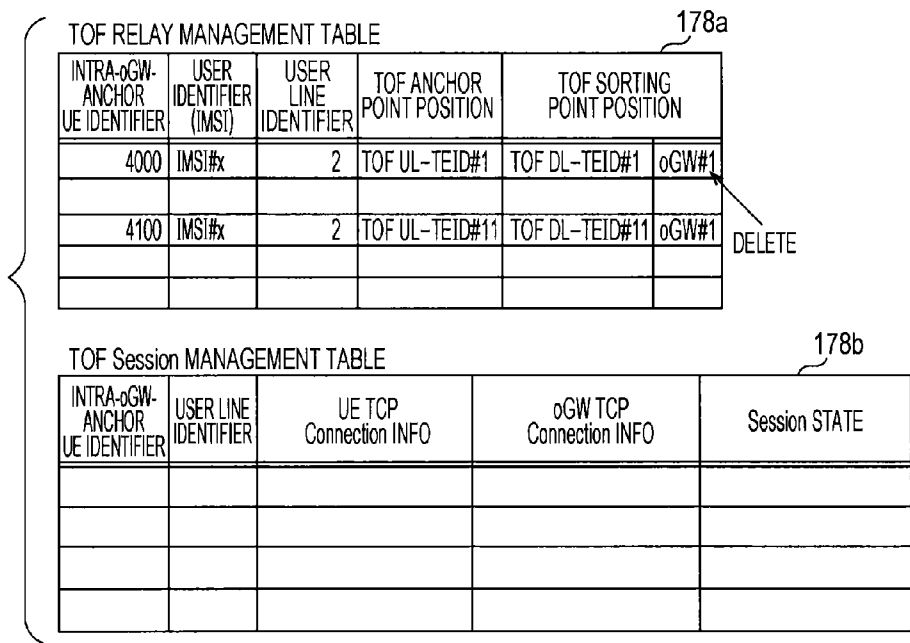 178a
TOF RELAY MANAGEMENT TABLE
INTRA-oGW-
ANCHOR
UE IDENTIFIER
USER
IDENTIFIER
(IMSI)
USER
LINE
IDENTIFIER
TOF ANCHOR
POINT POSITION
TOF SORTING
POINT POSITION
4000 IMSI#x 2 TOF UL-TEID#1 TOF DL-TEID#1 oGW#1
4100 IMSI#x 2 TOF UL-TEID#11 TOF DL-TEID#11 oGW#1
DELETE
178b
TOF Session MANAGEMENT TABLE
INTRA-oGW-
ANCHOR
UE IDENTIFIER
USER LINE
IDENTIFIER
UE TCP
Connection INFO
oGW TCP
Connection INFO
Session STATE